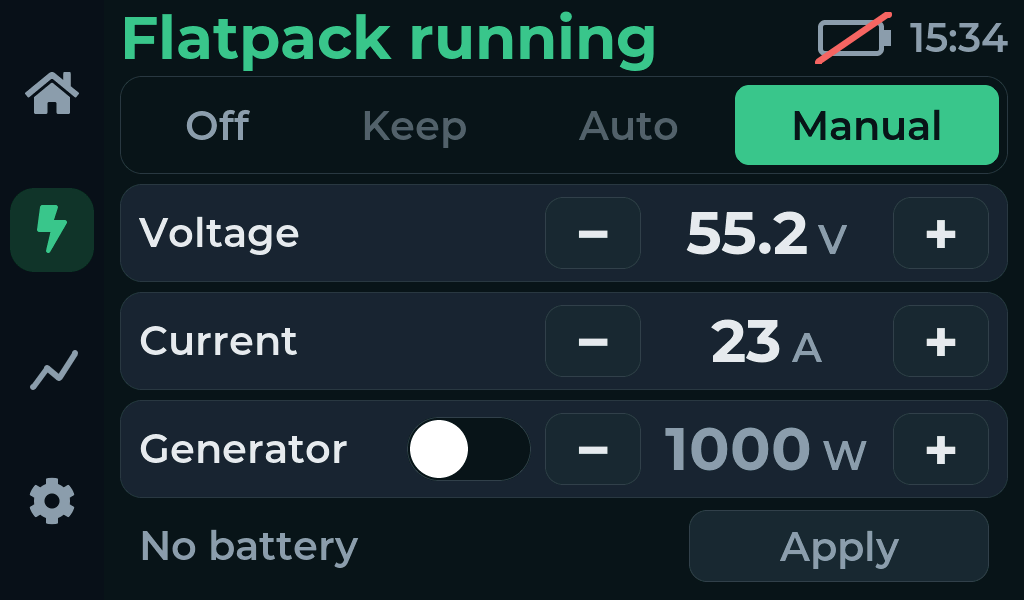 Flatpack running 15:34
Off Keep Auto Manual
Voltage − 55.2 V +
Current − 23 A +
Generator − 1000 W +
No battery Apply